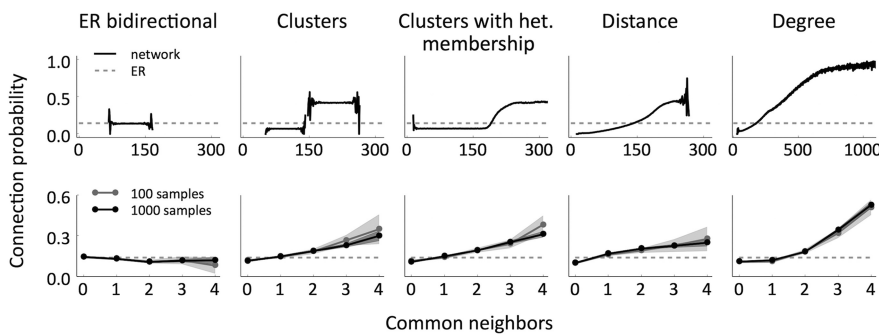 ER bidirectional
Clusters
Clusters with het.
membership
Distance
Degree
Connection probability
1.0
0.5
0.0
network
ER
0 150 300
0 150 300
0 150 300
0 150 300
0 500 1000
0.6
0.3
0.0
100 samples
1000 samples
0 1 2 3 4
0 1 2 3 4
0 1 2 3 4
0 1 2 3 4
0 1 2 3 4
Common neighbors